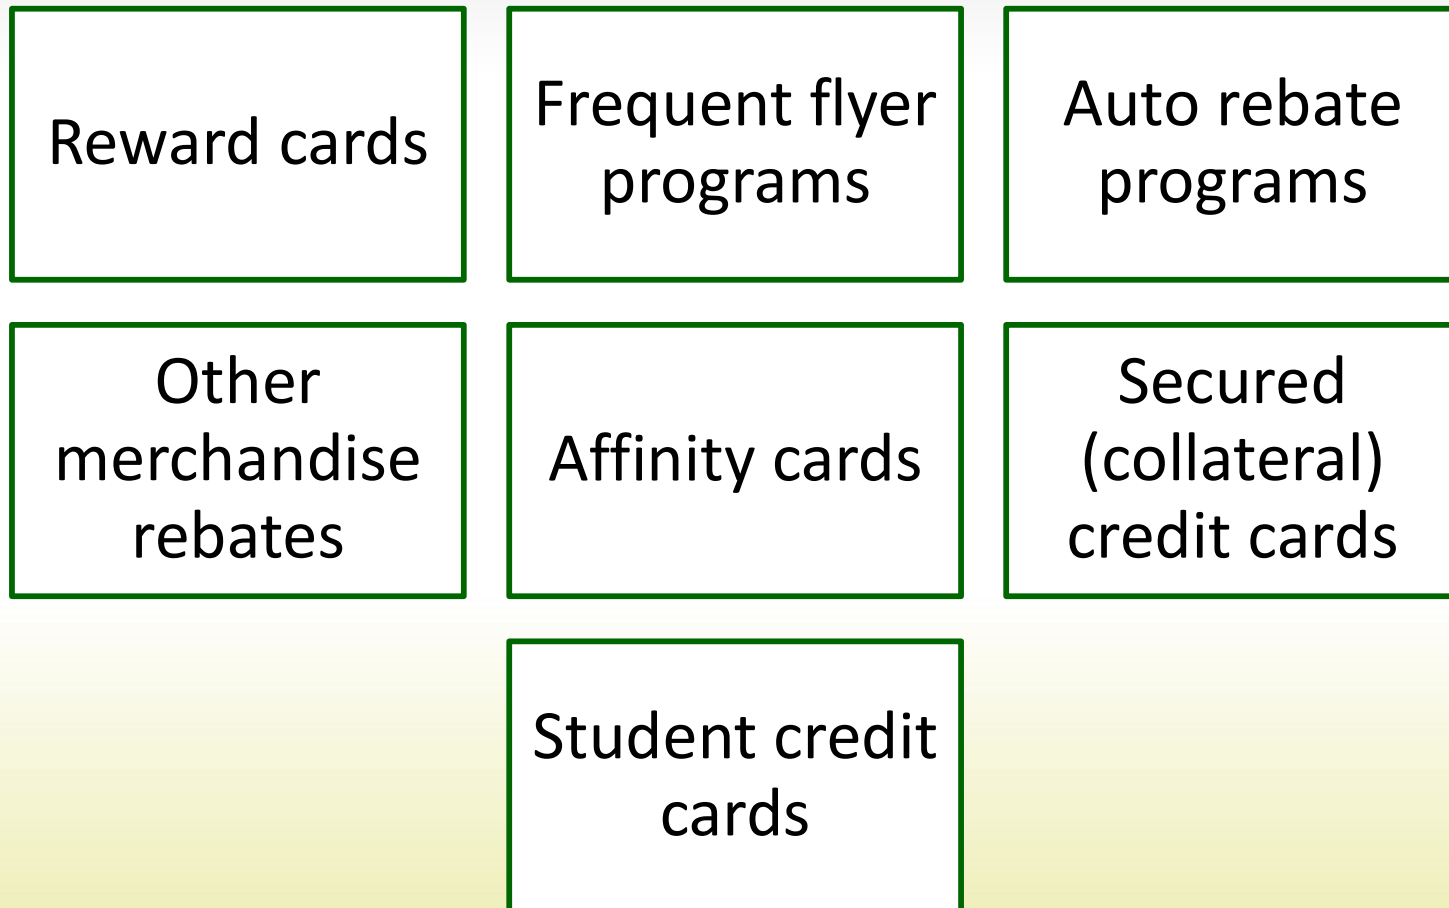 Reward cards
Frequent flyer
programs
Auto rebate
programs
Other
merchandise
rebates
Affinity cards
Secured
(collateral)
credit cards
Student credit
cards